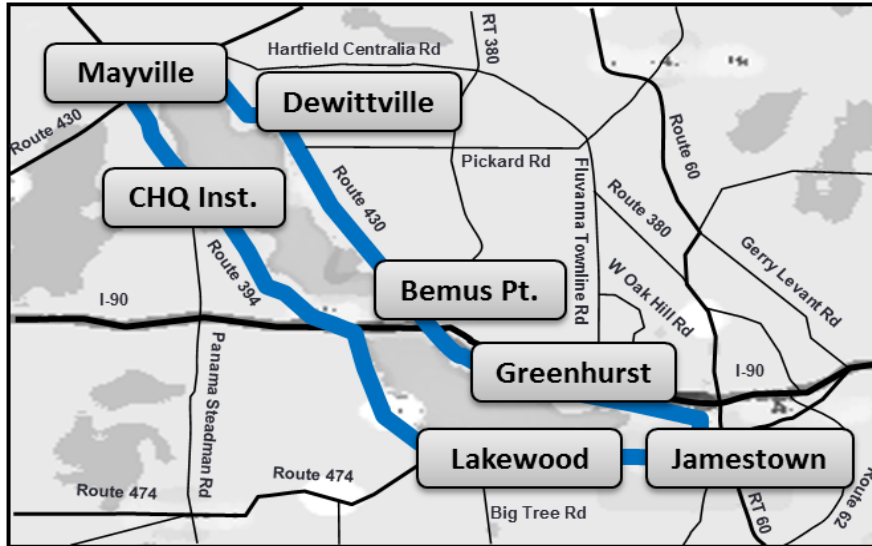 RT 380
Hartfield Centralia Rd
Mayville
Dewittville
Route 430
Route 60
Pickard Rd
CHQ Inst.
Route 430
Fluvanna Townline Rd
Route 380
Route 394
Gerry Levant Rd
W Oak Hill Rd
Bemus Pt.
I-90
Panama Steadman Rd
Greenhurst
I-90
Lakewood
Jamestown
Route 474
Route 474
Big Tree Rd
RT 60
Route 62